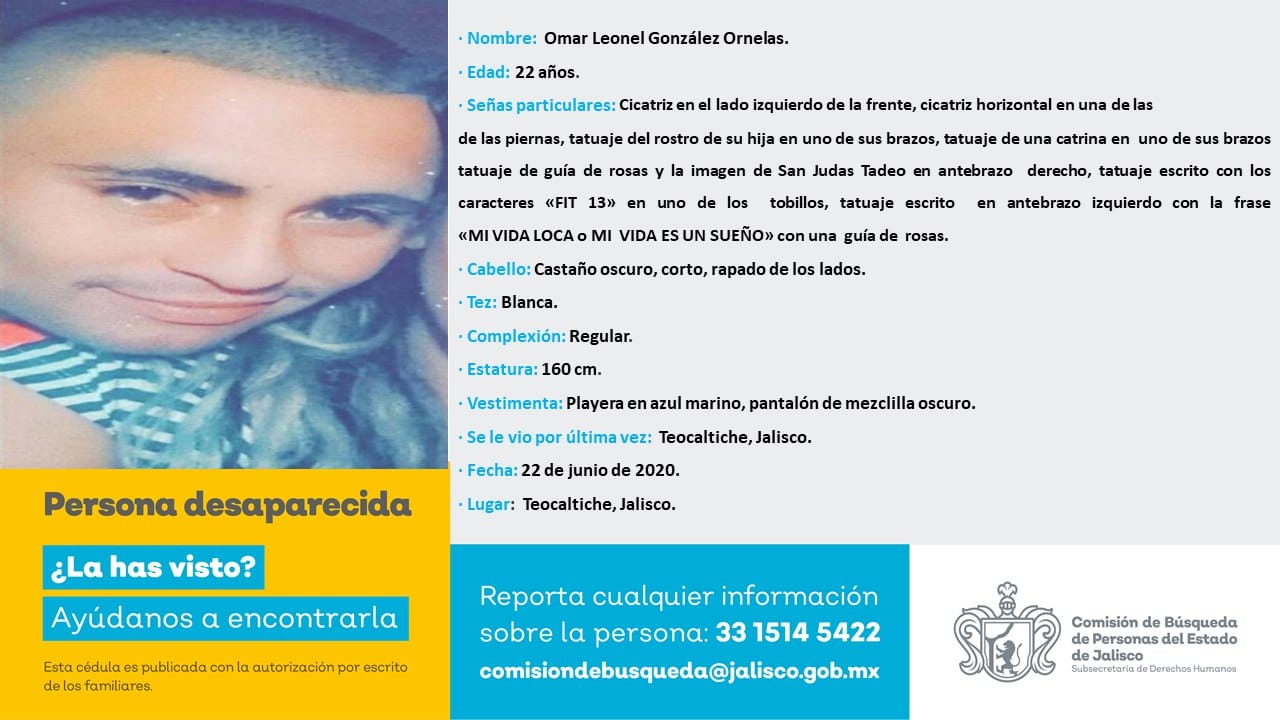 · Nombre: Omar Leonel González Ornelas.
· Edad: 22 años.
· Señas particulares: Cicatriz en el lado izquierdo de la frente, cicatriz horizontal en una de las
de las piernas, tatuaje del rostro de su hija en uno de sus brazos, tatuaje de una catrina en uno de sus brazos
tatuaje de guía de rosas y la imagen de San Judas Tadeo en antebrazo derecho, tatuaje escrito con los
caracteres «FIT 13» en uno de los tobillos, tatuaje escrito en antebrazo izquierdo con la frase
«MI VIDA LOCA o MI VIDA ES UN SUEÑO» con una guía de rosas.
· Cabello: Castaño oscuro, corto, rapado de los lados.
· Tez: Blanca.
· Complexión: Regular.
· Estatura: 160 cm.
· Vestimenta: Playera en azul marino, pantalón de mezclilla oscuro.
· Se le vio por última vez: Teocaltiche, Jalisco.
· Fecha: 22 de junio de 2020.
· Lugar: Teocaltiche, Jalisco.
Persona desaparecida
¿La has visto?
Ayúdanos a encontrarla
Esta cédula es publicada con la autorización por escrito
de los familiares.
Reporta cualquier información
sobre la persona: 33 1514 5422
comisiondebusqueda@jalisco.gob.mx
Comisión de Búsqueda
de Personas del Estado
de Jalisco
Subsecretaría de Derechos Humanos